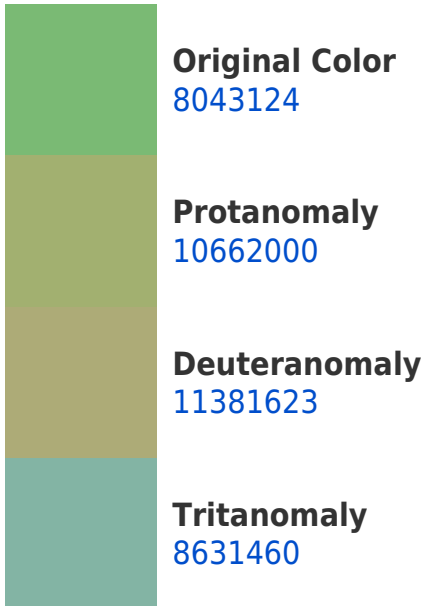 Original Color
8043124
Protanomaly
10662000
Deuteranomaly
11381623
Tritanomaly
8631460